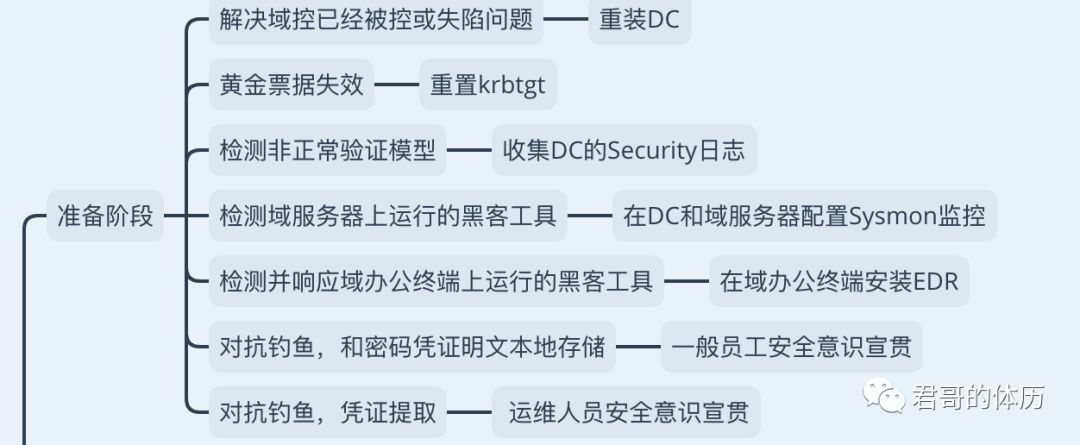 解决域控已经被控或失陷问题
重装DC
黄金票据失效
重置krbtgt
检测非正常验证模型
收集DC的Security日志
准备阶段
检测域服务器上运行的黑客工具
在DC和域服务器配置Sysmon监控
检测并响应域办公终端上运行的黑客工具
在域办公终端安装EDR
对抗钓鱼，和密码凭证明文本地存储
一般员工安全意识宣贯
对抗钓鱼，凭证提取
运维人员安全意识宣贯
君哥的体历